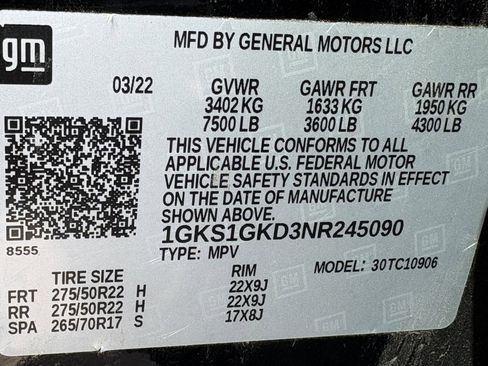 gm
MFD BY GENERAL MOTORS LLC
03/22 GVWR GAWR FRT GAWR RR
3402 KG 1633 KG 1950 KG
7500 LB 3600 LB 4300 LB
THIS VEHICLE CONFORMS TO ALL
APPLICABLE U.S. FEDERAL MOTOR
VEHICLE SAFETY STANDARDS IN EFFECT
ON THE DATE OF MANUFACTURE
SHOWN ABOVE.
8555
1GKS1GKD3NR245090
TYPE: MPV MODEL: 30TC10906
TIRE SIZE RIM
FRT 275/50R22 H 22X9J
RR 275/50R22 H 22X9J
SPA 265/70R17 S 17X8J